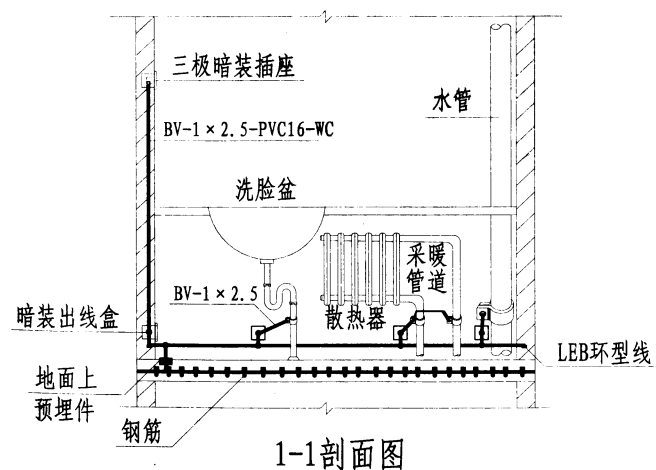 三极暗装插座
水管
BV-1×2.5-PVC16-WC
洗脸盆
采暖
管道
BV-1×2.5
散热器
暗装出线盒
LEB环型线
地面上
预埋件
钢筋
1-1剖面图